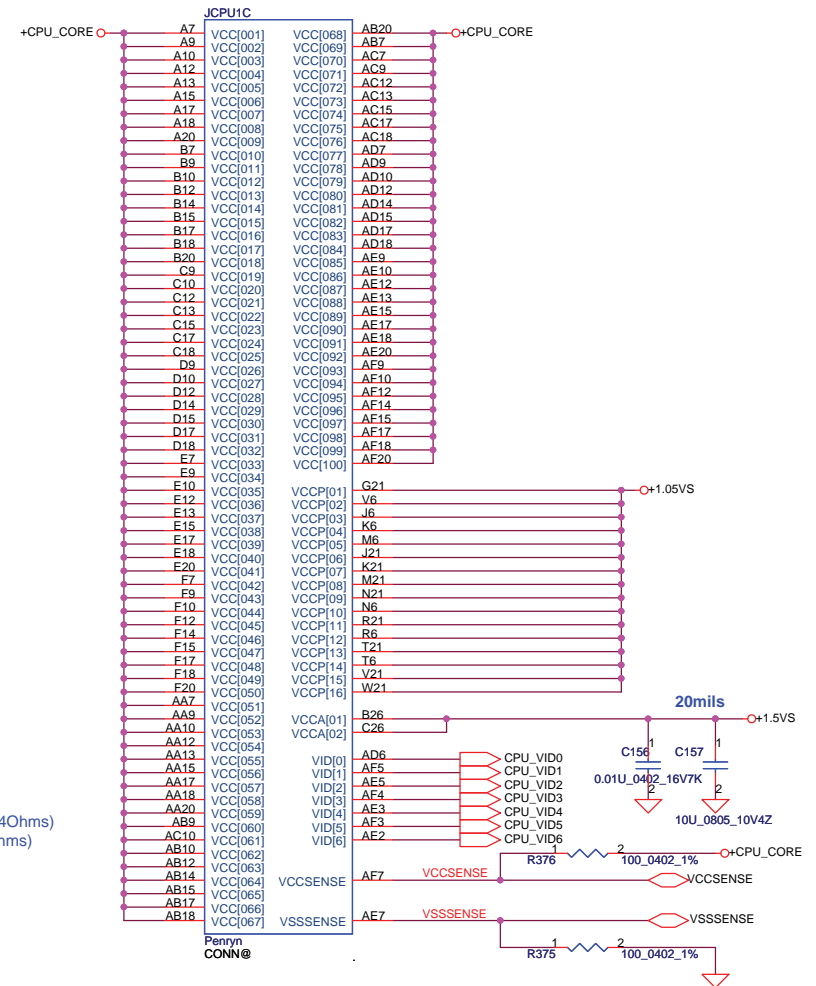 JCPU1C
+CPU_CORE A7 VCC[001] VCC[068] AB20 +CPU_CORE
A9 VCC[002] VCC[069] AB7
A10 VCC[003] VCC[070] AC7
A12 VCC[004] VCC[071] AC9
A13 VCC[005] VCC[072] AC12
A15 VCC[006] VCC[073] AC13
A17 VCC[007] VCC[074] AC15
A18 VCC[008] VCC[075] AC17
A20 VCC[009] VCC[076] AC18
B7 VCC[010] VCC[077] AD7
B9 VCC[011] VCC[078] AD9
B10 VCC[012] VCC[079] AD10
B12 VCC[013] VCC[080] AD12
B14 VCC[014] VCC[081] AD14
B15 VCC[015] VCC[082] AD15
B17 VCC[016] VCC[083] AD17
B18 VCC[017] VCC[084] AD18
B20 VCC[018] VCC[085] AE9
C9 VCC[019] VCC[086] AE10
C10 VCC[020] VCC[087] AE12
C12 VCC[021] VCC[088] AE13
C13 VCC[022] VCC[089] AE15
C15 VCC[023] VCC[090] AE17
C17 VCC[024] VCC[091] AE18
C18 VCC[025] VCC[092] AE20
D9 VCC[026] VCC[093] AF9
D10 VCC[027] VCC[094] AF10
D12 VCC[028] VCC[095] AF12
D14 VCC[029] VCC[096] AF14
D15 VCC[030] VCC[097] AF15
D17 VCC[031] VCC[098] AF17
D18 VCC[032] VCC[099] AF18
E7 VCC[033] VCC[100] AF20
E9 VCC[034]
E10 VCC[035] VCCP[01] G21 +1.05VS
E12 VCC[036] VCCP[02] V6
E13 VCC[037] VCCP[03] J6
E15 VCC[038] VCCP[04] K6
E17 VCC[039] VCCP[05] M6
E18 VCC[040] VCCP[06] J21
E20 VCC[041] VCCP[07] K21
F7 VCC[042] VCCP[08] M21
F9 VCC[043] VCCP[09] N21
F10 VCC[044] VCCP[10] N6
F12 VCC[045] VCCP[11] R21
F14 VCC[046] VCCP[12] R6
F15 VCC[047] VCCP[13] T21
F17 VCC[048] VCCP[14] T6
F18 VCC[049] VCCP[15] V21
F20 VCC[050] VCCP[16] W21
AA7 VCC[051] 20mils
AA9 VCC[052] VCCA[01] B26 +1.5VS
AA10 VCC[053] VCCA[02] C26
AA12 VCC[054] C156 1 C157 1
AA13 VCC[055] VID[0] AD6 CPU_VID0
AA15 VCC[056] VID[1] AF5 CPU_VID1
AA17 VCC[057] VID[2] AE5 CPU_VID2 0.01U_0402_16V7K 2 2
AA18 VCC[058] VID[3] AF4 CPU_VID3
AA20 VCC[059] VID[4] AE3 CPU_VID4 10U_0805_10V4Z
4Ohms) AB9 VCC[060] VID[5] AF3 CPU_VID5
hms) AC10 VCC[061] VID[6] AE2 CPU_VID6
AB10 VCC[062] 1 2 +CPU_CORE
AB12 VCC[063] R376 100_0402_1%
AB14 VCC[064] VCCSENSE AF7 VCCSENSE VCCSENSE
AB15 VCC[065]
AB17 VCC[066]
AB18 VCC[067] VSSSENSE AE7 VSSSENSE VSSSENSE
Penryn
CONN@ . R375 1 2 100_0402_1%